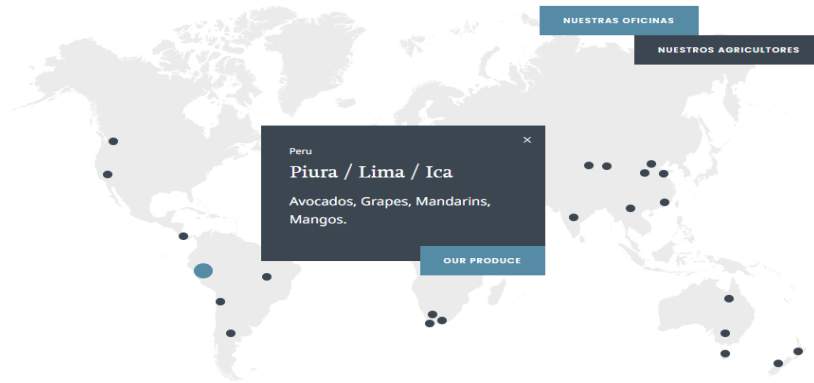 NUESTRAS OFICINAS
NUESTROS AGRICULTORES
×
Peru
Piura / Lima / Ica
Avocados, Grapes, Mandarins,
Mangos.
OUR PRODUCE